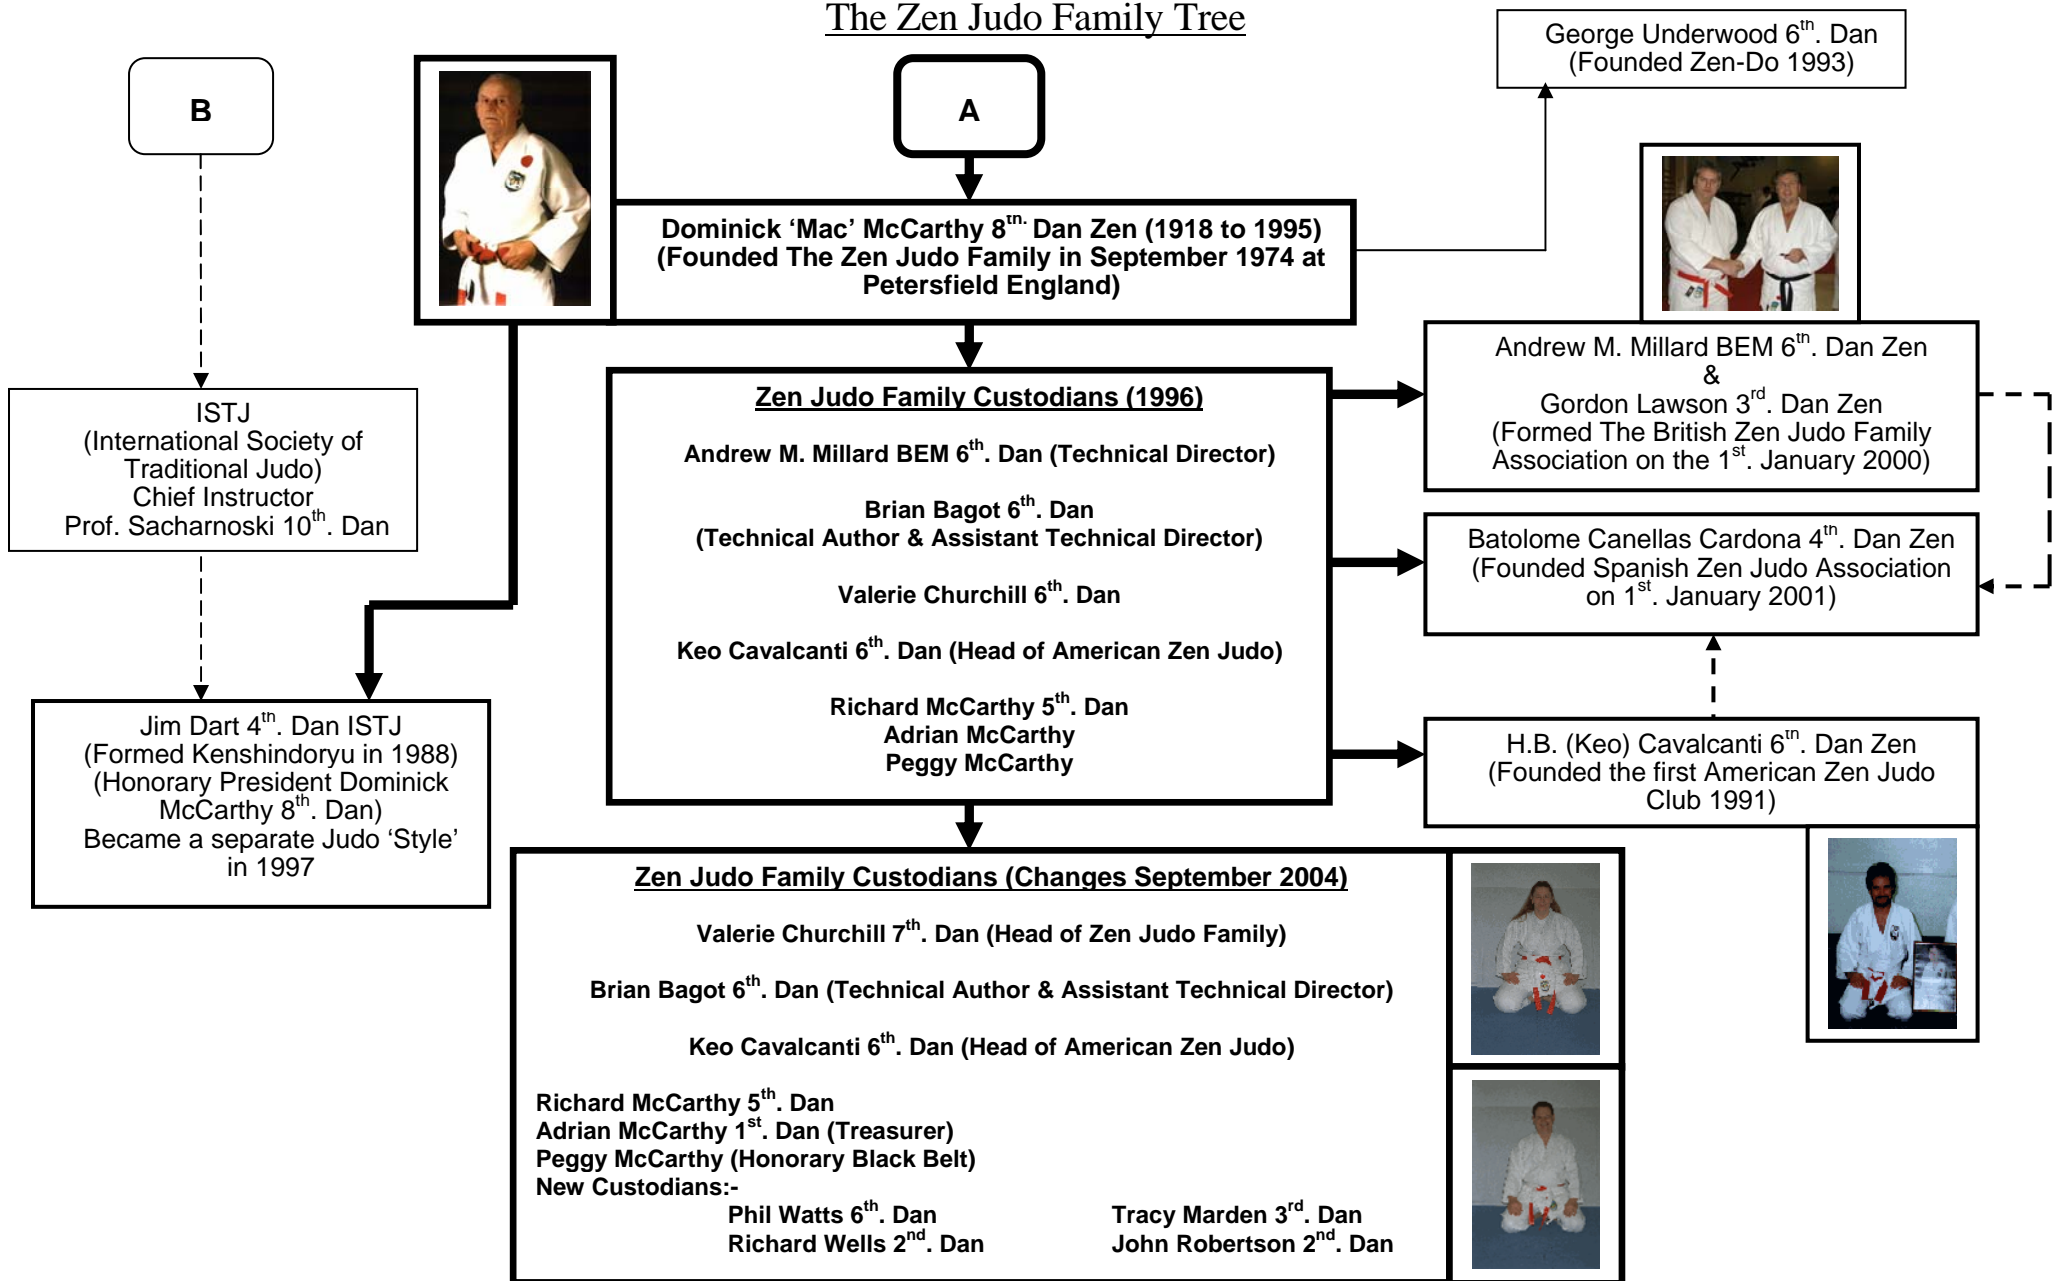 The Zen Judo Family Tree
B
A
George Underwood 6th. Dan
(Founded Zen-Do 1993)
Dominick ‘Mac’ McCarthy 8th. Dan Zen (1918 to 1995)
(Founded The Zen Judo Family in September 1974 at
Petersfield England)
ISTJ
(International Society of
Traditional Judo)
Chief Instructor
Prof. Sacharnoski 10th. Dan
Zen Judo Family Custodians (1996)
Andrew M. Millard BEM 6th. Dan (Technical Director)
Brian Bagot 6th. Dan
(Technical Author & Assistant Technical Director)
Valerie Churchill 6th. Dan
Keo Cavalcanti 6th. Dan (Head of American Zen Judo)
Richard McCarthy 5th. Dan
Adrian McCarthy
Peggy McCarthy
Andrew M. Millard BEM 6th. Dan Zen
&
Gordon Lawson 3rd. Dan Zen
(Formed The British Zen Judo Family
Association on the 1st. January 2000)
Batolome Canellas Cardona 4th. Dan Zen
(Founded Spanish Zen Judo Association
on 1st. January 2001)
Jim Dart 4th. Dan ISTJ
(Formed Kenshindoryu in 1988)
(Honorary President Dominick
McCarthy 8th. Dan)
Became a separate Judo ‘Style’
in 1997
H.B. (Keo) Cavalcanti 6th. Dan Zen
(Founded the first American Zen Judo
Club 1991)
Zen Judo Family Custodians (Changes September 2004)
Valerie Churchill 7th. Dan (Head of Zen Judo Family)
Brian Bagot 6th. Dan (Technical Author & Assistant Technical Director)
Keo Cavalcanti 6th. Dan (Head of American Zen Judo)
Richard McCarthy 5th. Dan
Adrian McCarthy 1st. Dan (Treasurer)
Peggy McCarthy (Honorary Black Belt)
New Custodians:-
Phil Watts 6th. Dan Tracy Marden 3rd. Dan
Richard Wells 2nd. Dan John Robertson 2nd. Dan